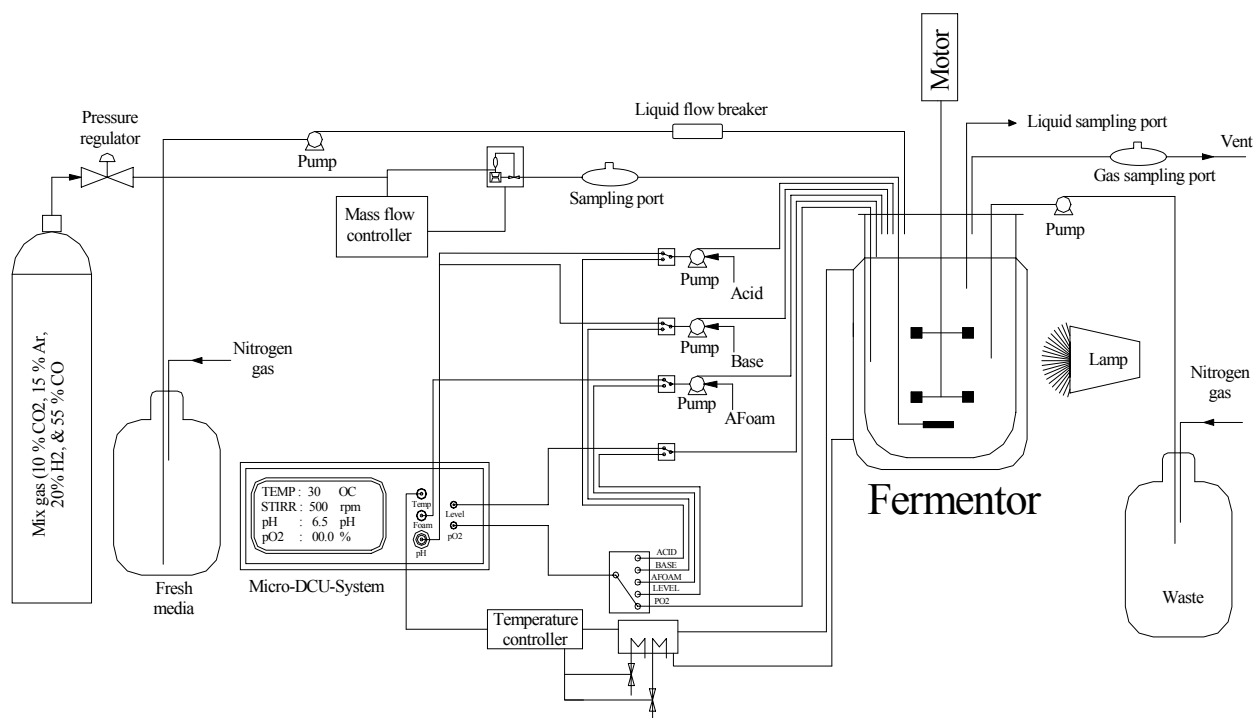 Motor
Pressure
regulator
Liquid flow breaker
Pump
Liquid sampling port
Vent
Gas sampling port
Pump
Mass flow
controller
Sampling port
Pump
Acid
Pump
Base
Pump
AFoam
Mix gas (10 % CO2, 15 % Ar,
20% H2, & 55 % CO
Nitrogen
gas
Fresh
media
Lamp
Nitrogen
gas
Waste
Fermentor
TEMP : 30 OC
STIRR : 500 rpm
pH : 6.5 pH
pO2 : 00.0 %
Temp
Foam
pH
Level
pO2
Micro-DCU-System
ACID
BASE
AFOAM
LEVEL
PO2
Temperature
controller